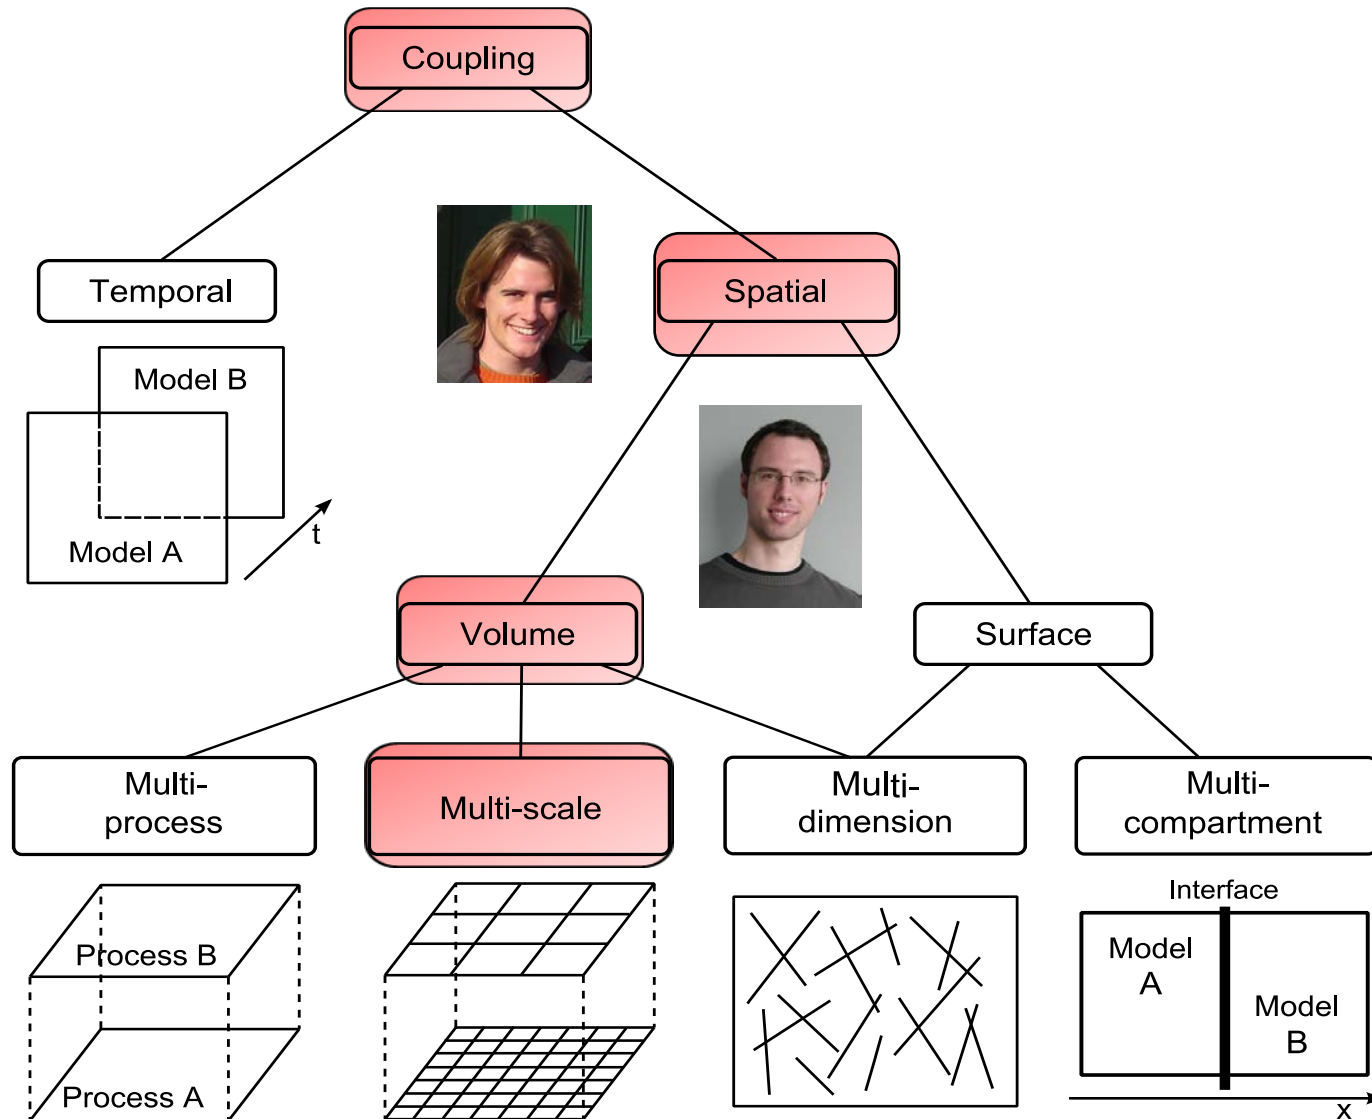 Coupling
Temporal
Spatial
Model B
Model A
t
Volume
Surface
Multi-
process
Multi-scale
Multi-
dimension
Multi-
compartment
Interface
Process B
Process A
Model
A
Model
B
x